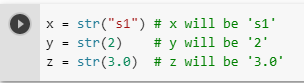 x = str("s1") # x will be 's1'
y = str(2)    # y will be '2'
z = str(3.0)  # z will be '3.0'